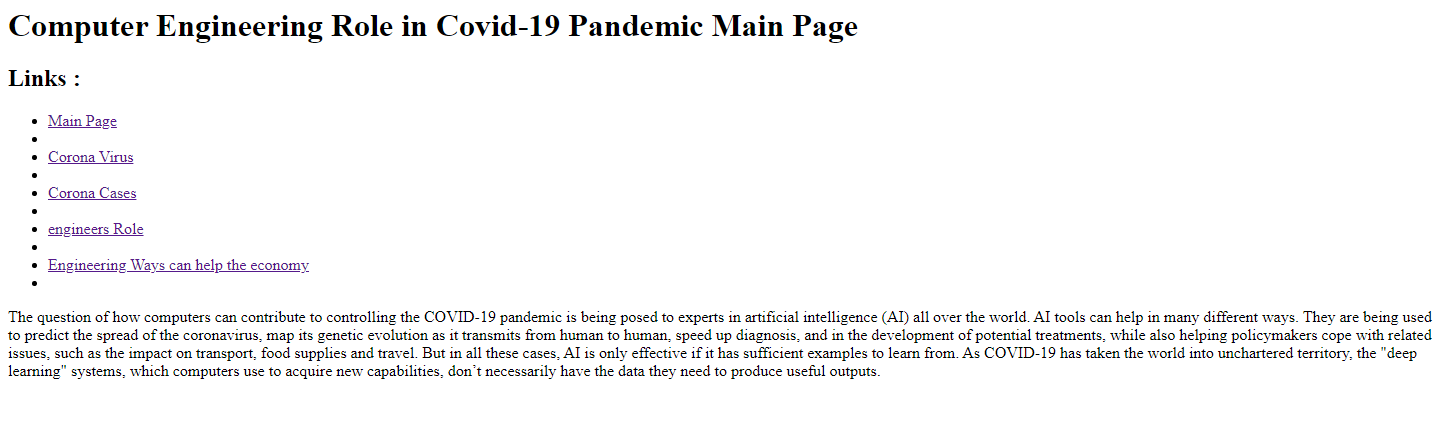 Computer Engineering Role in Covid-19 Pandemic Main Page
Links :
Main Page
Corona Virus
Corona Cases
engineers Role
Engineering Ways can help the economy
The question of how computers can contribute to controlling the COVID-19 pandemic is being posed to experts in artificial intelligence (AI) all over the world. AI tools can help in many different ways. They are being used
to predict the spread of the coronavirus, map its genetic evolution as it transmits from human to human, speed up diagnosis, and in the development of potential treatments, while also helping policymakers cope with related
issues, such as the impact on transport, food supplies and travel. But in all these cases, AI is only effective if it has sufficient examples to learn from. As COVID-19 has taken the world into unchartered territory, the "deep
learning" systems, which computers use to acquire new capabilities, don’t necessarily have the data they need to produce useful outputs.